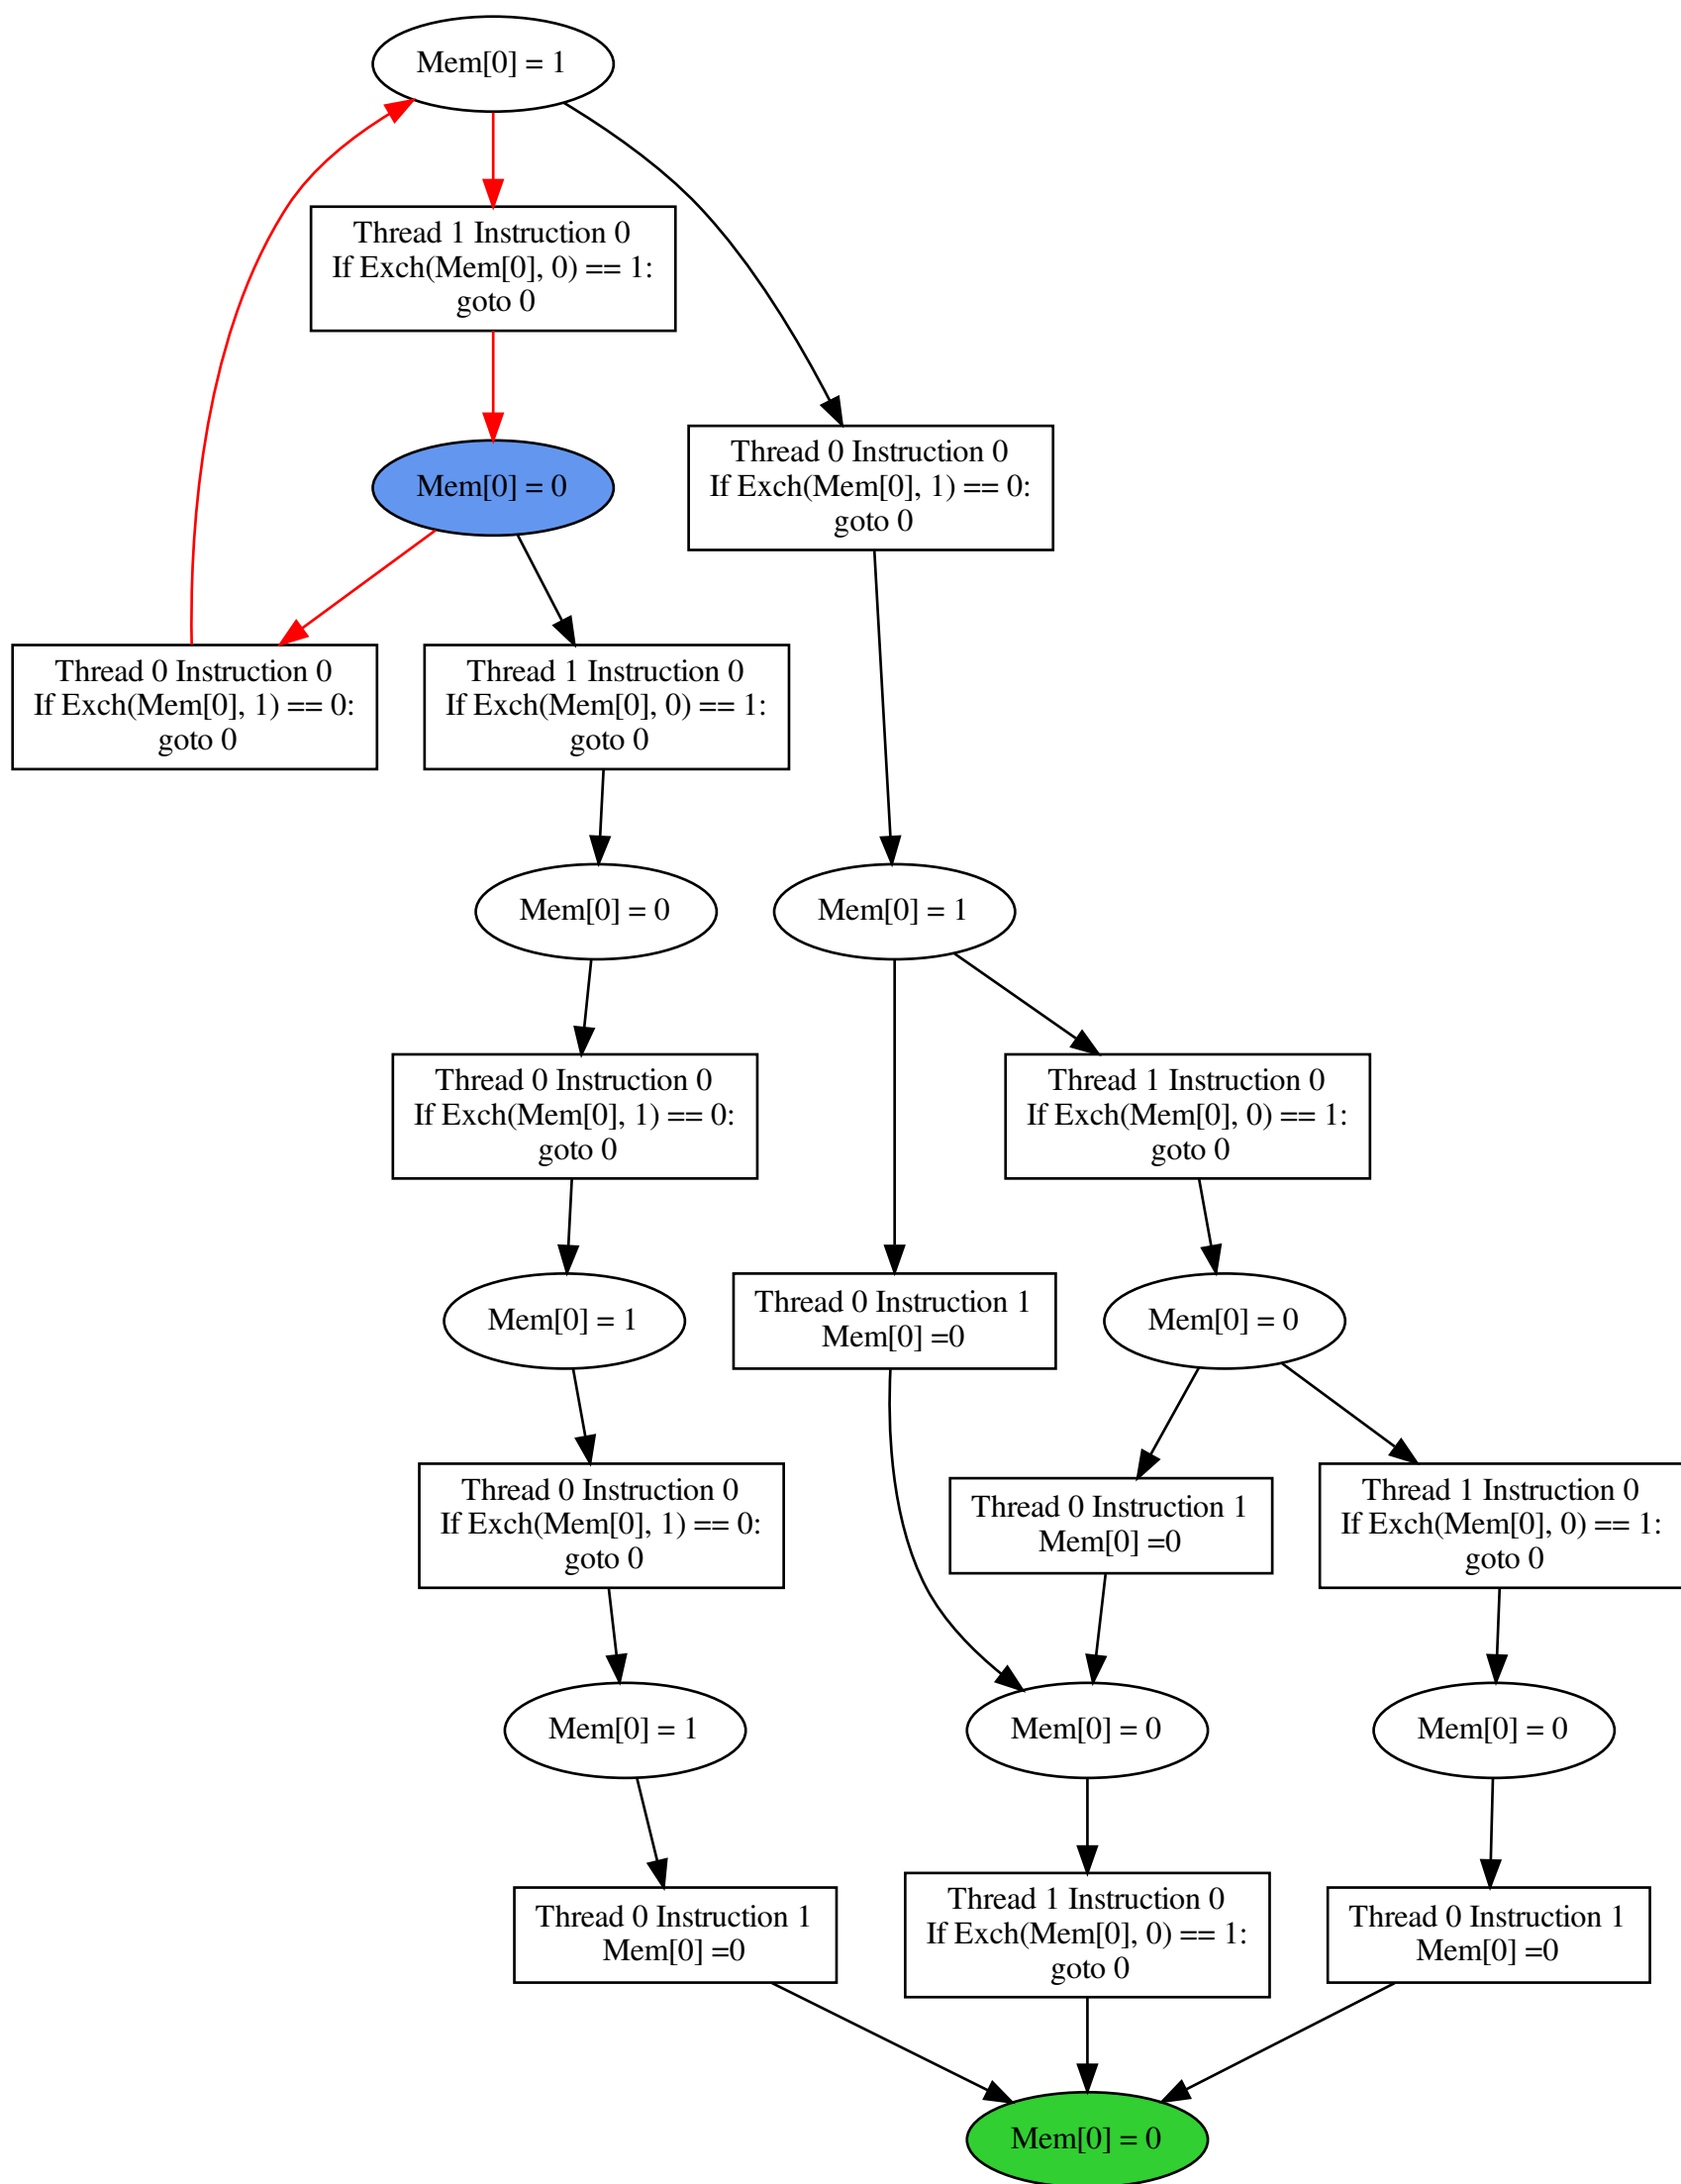 Mem[0] = 1
Thread 1 Instruction 0
If Exch(Mem[0], 0) == 1:
goto 0
Thread 0 Instruction 0
If Exch(Mem[0], 1) == 0:
goto 0
Mem[0] = 0
Thread 0 Instruction 0
If Exch(Mem[0], 1) == 0:
goto 0
Thread 1 Instruction 0
If Exch(Mem[0], 0) == 1:
goto 0
Mem[0] = 0
Mem[0] = 1
Thread 0 Instruction 0
If Exch(Mem[0], 1) == 0:
goto 0
Thread 1 Instruction 0
If Exch(Mem[0], 0) == 1:
goto 0
Mem[0] = 1
Thread 0 Instruction 1
Mem[0] =0
Mem[0] = 0
Thread 0 Instruction 0
If Exch(Mem[0], 1) == 0:
goto 0
Thread 0 Instruction 1
Mem[0] =0
Thread 1 Instruction 0
If Exch(Mem[0], 0) == 1:
goto 0
Mem[0] = 1
Mem[0] = 0
Mem[0] = 0
Thread 0 Instruction 1
Mem[0] =0
Thread 1 Instruction 0
If Exch(Mem[0], 0) == 1:
goto 0
Thread 0 Instruction 1
Mem[0] =0
Mem[0] = 0